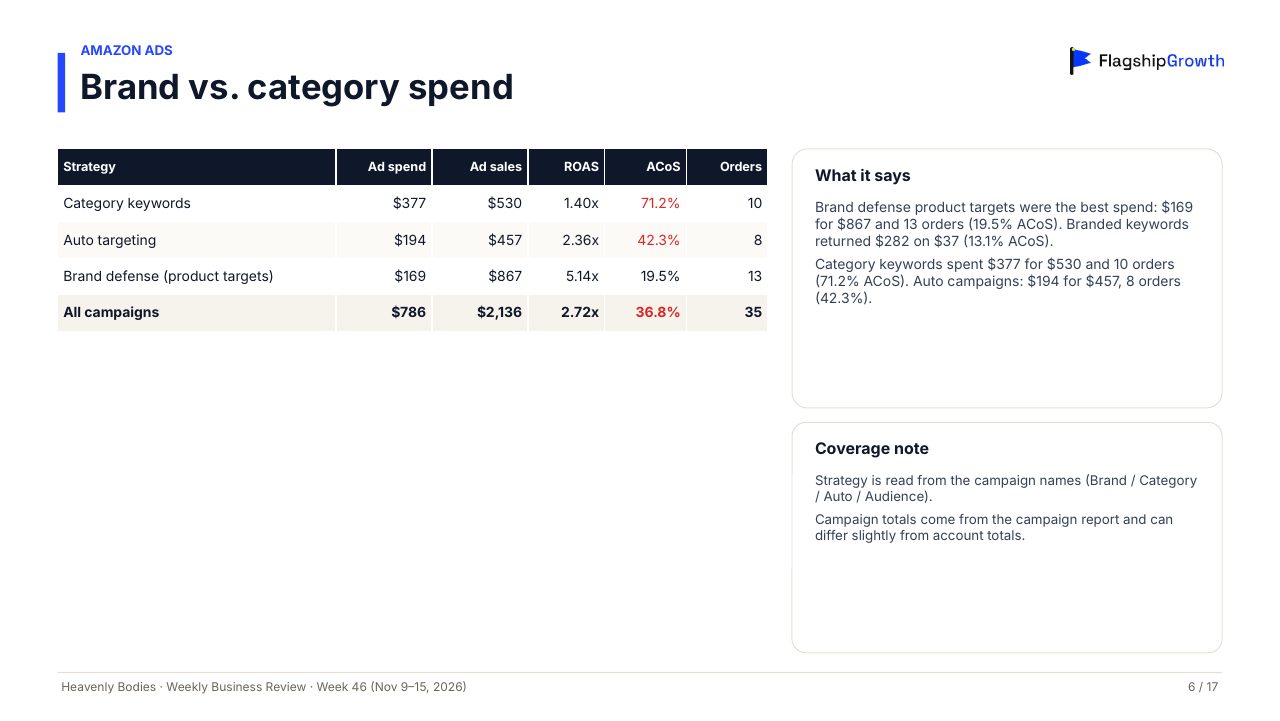 AMAZON ADS
Brand vs. category spend
FlagshipGrowth
Strategy Ad spend Ad sales ROAS ACoS Orders
Category keywords $377 $530 1.40x 71.2% 10
Auto targeting $194 $457 2.36x 42.3% 8
Brand defense (product targets) $169 $867 5.14x 19.5% 13
All campaigns $786 $2,136 2.72x 36.8% 35
What it says
Brand defense product targets were the best spend: $169
for $867 and 13 orders (19.5% ACoS). Branded keywords
returned $282 on $37 (13.1% ACoS).
Category keywords spent $377 for $530 and 10 orders
(71.2% ACoS). Auto campaigns: $194 for $457, 8 orders
(42.3%).
Coverage note
Strategy is read from the campaign names (Brand / Category
/ Auto / Audience).
Campaign totals come from the campaign report and can
differ slightly from account totals.
Heavenly Bodies · Weekly Business Review · Week 46 (Nov 9–15, 2026)
6 / 17